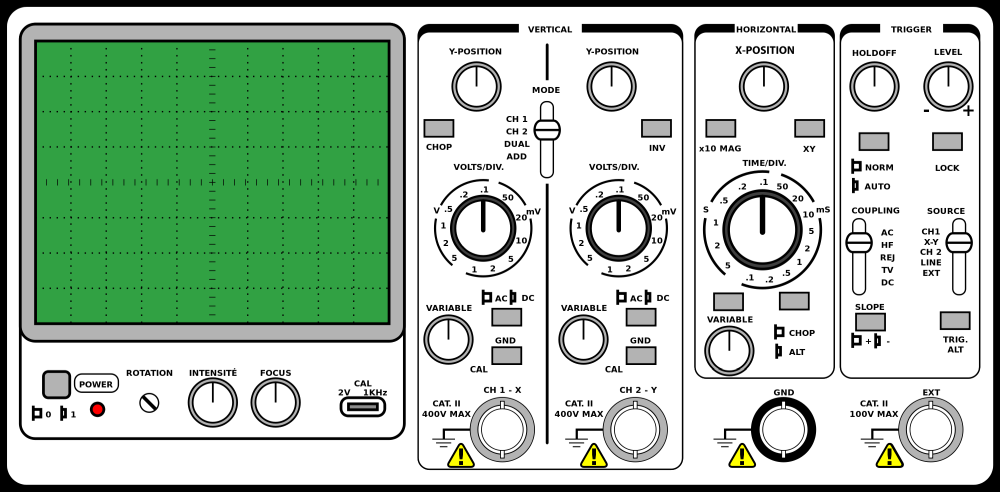 VERTICAL
HORIZONTAL
TRIGGER
Y-POSITION
Y-POSITION
X-POSITION
HOLDOFF
LEVEL
- +
MODE
CH 1
CH 2
DUAL
ADD
CHOP
INV
x10 MAG
XY
NORM
AUTO
LOCK
VOLTS/DIV.
V .5 .2 .1 50 20 mV
1 10
2 5
5 1 2
VOLTS/DIV.
V .5 .2 .1 50 20 mV
1 10
2 5
5 1 2
TIME/DIV.
S .5 .2 .1 50 20 10 mS
1 5
2 2
5 1
.1 .2 .5
COUPLING
AC
HF
REJ
TV
DC
SOURCE
CH1
X-Y
CH 2
LINE
EXT
AC DC
AC DC
VARIABLE
VARIABLE
VARIABLE
GND
GND
CAL
CAL
CHOP
ALT
SLOPE
+ -
TRIG.
ALT
POWER
0 1
ROTATION
INTENSITÉ
FOCUS
CAL
2V 1KHz
CH 1 - X
CAT. II
400V MAX
CH 2 - Y
CAT. II
400V MAX
GND
EXT
CAT. II
100V MAX